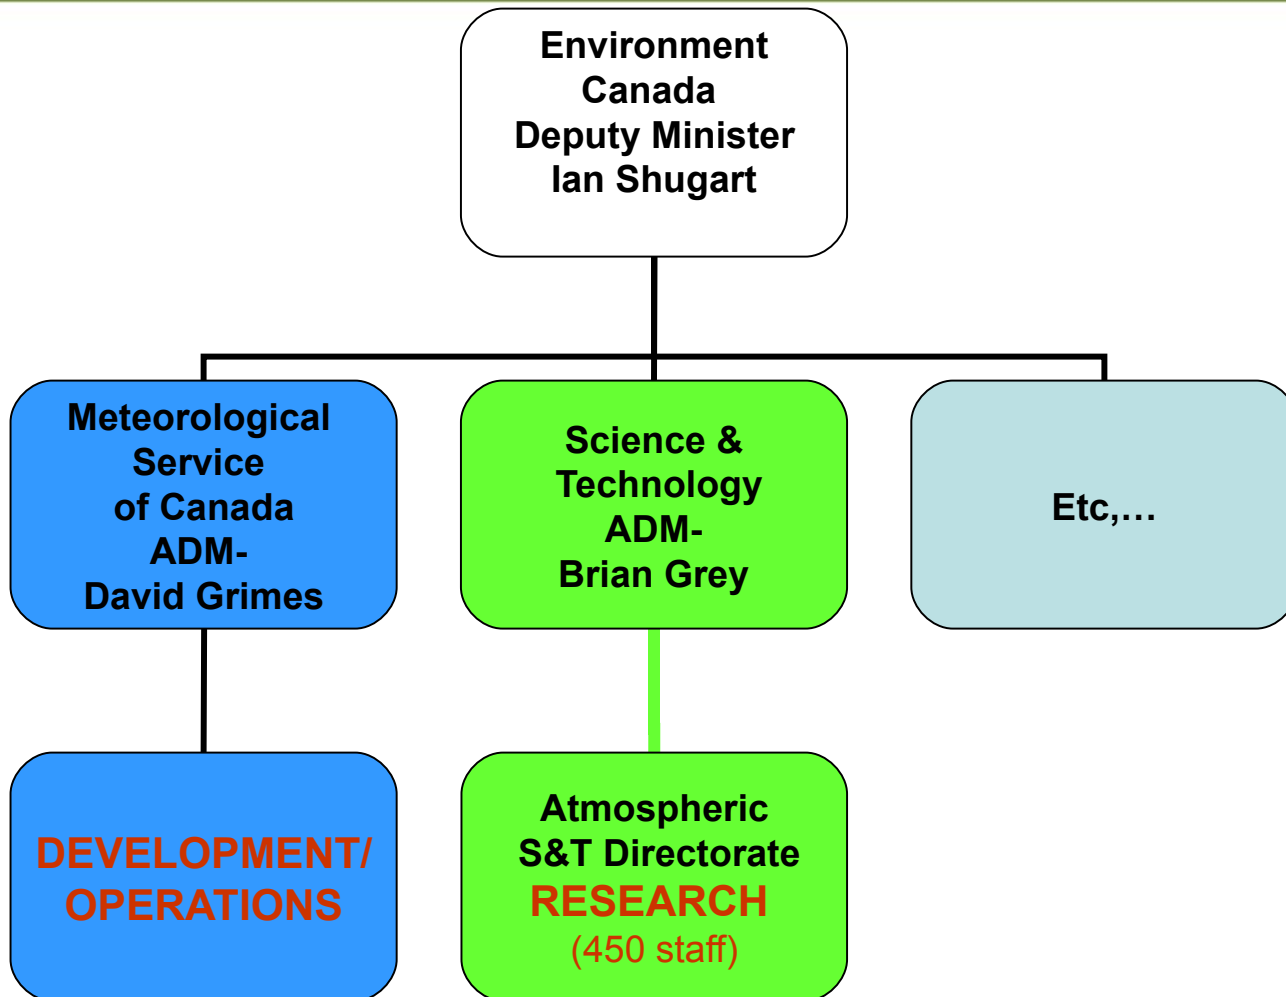 Environment
Canada
Deputy Minister
Ian Shugart
Meteorological
Service
of Canada
ADM-
David Grimes
Science &
Technology
ADM-
Brian Grey
Etc,…
DEVELOPMENT/
OPERATIONS
Atmospheric
S&T Directorate
RESEARCH
(450 staff)